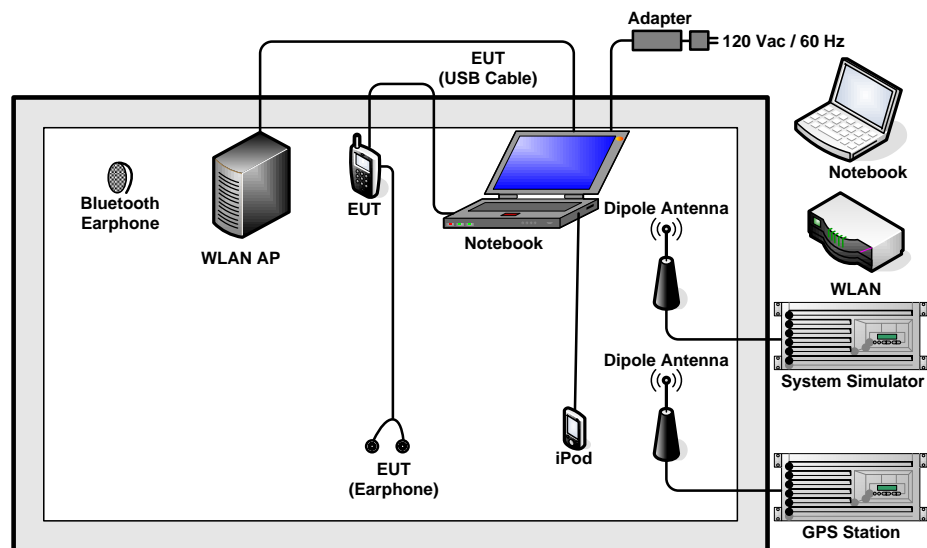 Adapter
120 Vac / 60 Hz
EUT
(USB Cable)
Notebook
Bluetooth
Earphone
WLAN AP
EUT
Notebook
Dipole Antenna
WLAN
System Simulator
Dipole Antenna
EUT
(Earphone)
iPod
GPS Station